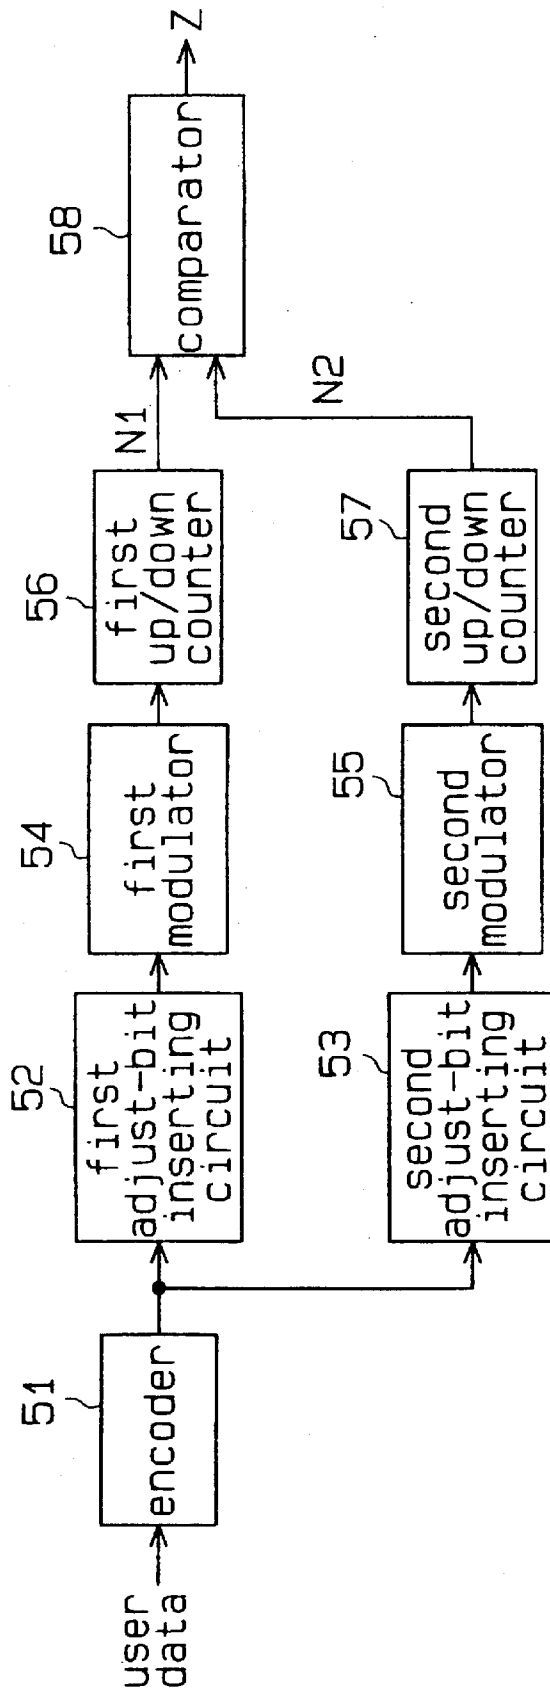 user
data
51
encoder
52
first
adjust-bit
inserting
circuit
54
first
modulator
56
first
up/down
counter
N1
58
comparator
Z
53
second
adjust-bit
inserting
circuit
55
second
modulator
57
second
up/down
counter
N2